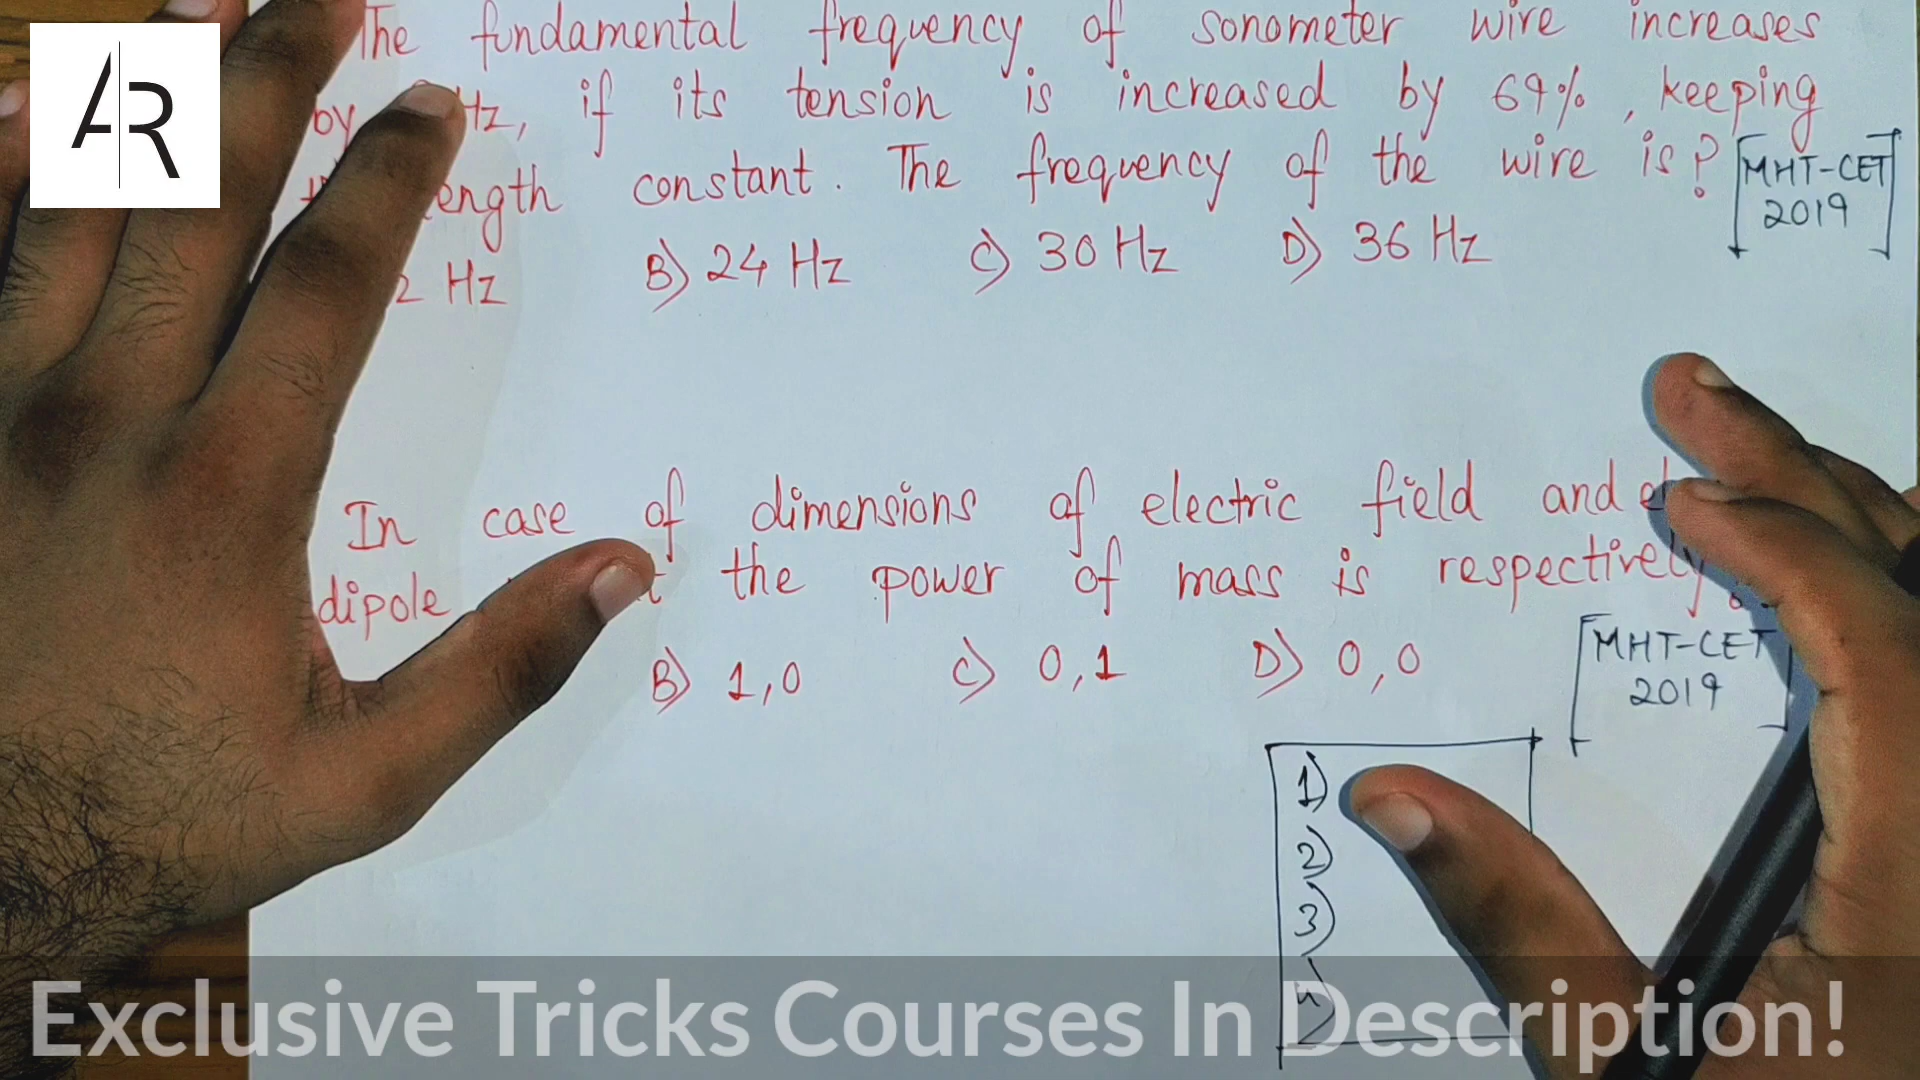 AR
The fundamental frequency of sonometer wire increases
by Hz, if its tension is increased by 69%, keeping
constant. The frequency of the wire is?
Hz B) 24 Hz C) 30 Hz D) 36 Hz
[MHT-CET
2019]
In case of dimensions of electric field and
dipole the power of mass is respectively
B) 1,0 C) 0,1 D) 0,0
[MHT-CET
2019]
1)
2)
3)
Exclusive Tricks Courses In Description!